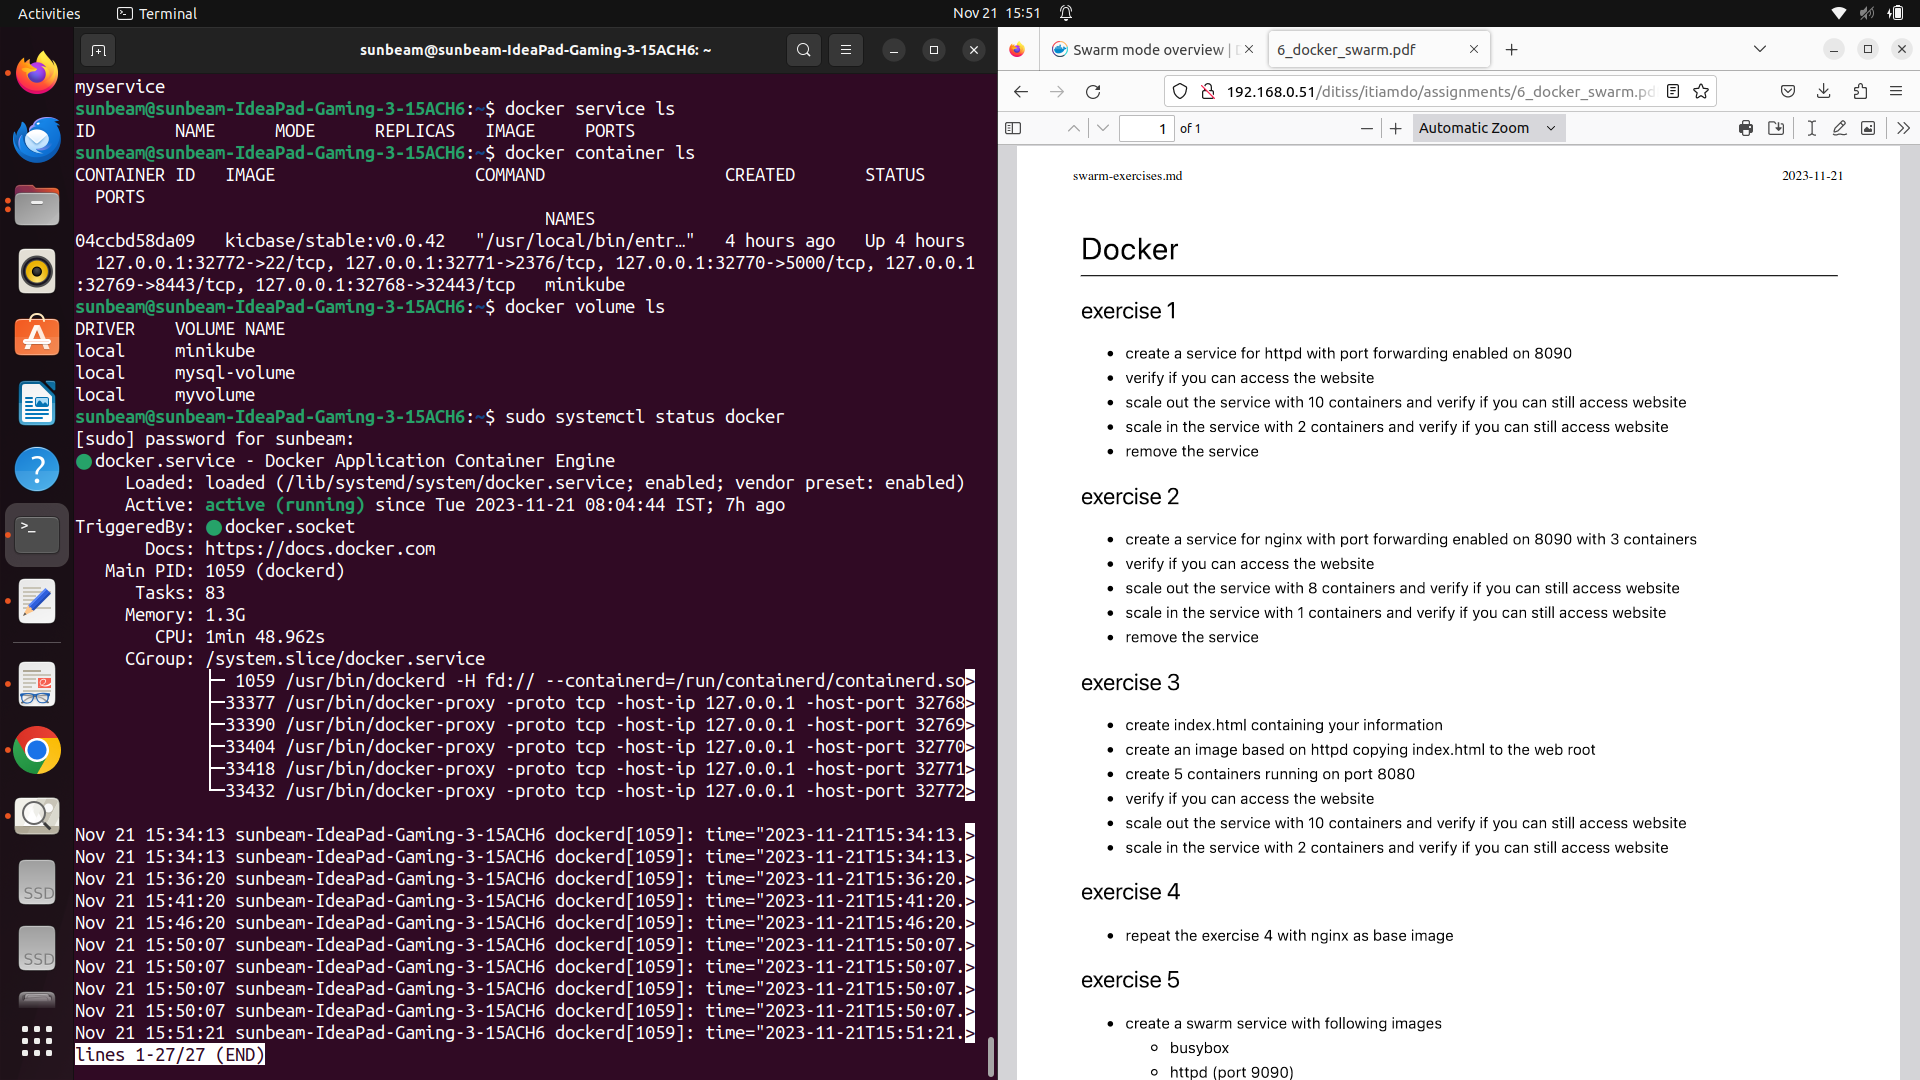 Activities
Terminal
Nov 21 15:51
sunbeam@sunbeam-IdeaPad-Gaming-3-15ACH6: ~
myservice
sunbeam@sunbeam-IdeaPad-Gaming-3-15ACH6:~$ docker service ls
ID        NAME      MODE      REPLICAS   IMAGE     PORTS
sunbeam@sunbeam-IdeaPad-Gaming-3-15ACH6:~$ docker container ls
CONTAINER ID   IMAGE                    COMMAND                  CREATED       STATUS
  PORTS
                                               NAMES
04ccbd58da09   kicbase/stable:v0.0.42   "/usr/local/bin/entr…"   4 hours ago   Up 4 hours
  127.0.0.1:32772->22/tcp, 127.0.0.1:32771->2376/tcp, 127.0.0.1:32770->5000/tcp, 127.0.0.1
:32769->8443/tcp, 127.0.0.1:32768->32443/tcp   minikube
sunbeam@sunbeam-IdeaPad-Gaming-3-15ACH6:~$ docker volume ls
DRIVER    VOLUME NAME
local     minikube
local     mysql-volume
local     myvolume
sunbeam@sunbeam-IdeaPad-Gaming-3-15ACH6:~$ sudo systemctl status docker
[sudo] password for sunbeam:
● docker.service - Docker Application Container Engine
     Loaded: loaded (/lib/systemd/system/docker.service; enabled; vendor preset: enabled)
     Active: active (running) since Tue 2023-11-21 08:04:44 IST; 7h ago
TriggeredBy: ● docker.socket
       Docs: https://docs.docker.com
   Main PID: 1059 (dockerd)
      Tasks: 83
     Memory: 1.3G
        CPU: 1min 48.962s
     CGroup: /system.slice/docker.service
             ├─ 1059 /usr/bin/dockerd -H fd:// --containerd=/run/containerd/containerd.so>
             ├─33377 /usr/bin/docker-proxy -proto tcp -host-ip 127.0.0.1 -host-port 32768>
             ├─33390 /usr/bin/docker-proxy -proto tcp -host-ip 127.0.0.1 -host-port 32769>
             ├─33404 /usr/bin/docker-proxy -proto tcp -host-ip 127.0.0.1 -host-port 32770>
             ├─33418 /usr/bin/docker-proxy -proto tcp -host-ip 127.0.0.1 -host-port 32771>
             └─33432 /usr/bin/docker-proxy -proto tcp -host-ip 127.0.0.1 -host-port 32772>
Nov 21 15:34:13 sunbeam-IdeaPad-Gaming-3-15ACH6 dockerd[1059]: time="2023-11-21T15:34:13.>
Nov 21 15:34:13 sunbeam-IdeaPad-Gaming-3-15ACH6 dockerd[1059]: time="2023-11-21T15:34:13.>
Nov 21 15:36:20 sunbeam-IdeaPad-Gaming-3-15ACH6 dockerd[1059]: time="2023-11-21T15:36:20.>
Nov 21 15:41:20 sunbeam-IdeaPad-Gaming-3-15ACH6 dockerd[1059]: time="2023-11-21T15:41:20.>
Nov 21 15:46:20 sunbeam-IdeaPad-Gaming-3-15ACH6 dockerd[1059]: time="2023-11-21T15:46:20.>
Nov 21 15:50:07 sunbeam-IdeaPad-Gaming-3-15ACH6 dockerd[1059]: time="2023-11-21T15:50:07.>
Nov 21 15:50:07 sunbeam-IdeaPad-Gaming-3-15ACH6 dockerd[1059]: time="2023-11-21T15:50:07.>
Nov 21 15:50:07 sunbeam-IdeaPad-Gaming-3-15ACH6 dockerd[1059]: time="2023-11-21T15:50:07.>
Nov 21 15:50:07 sunbeam-IdeaPad-Gaming-3-15ACH6 dockerd[1059]: time="2023-11-21T15:50:07.>
Nov 21 15:51:21 sunbeam-IdeaPad-Gaming-3-15ACH6 dockerd[1059]: time="2023-11-21T15:51:21.>
lines 1-27/27 (END)
SSD
SSD
Swarm mode overview |
6_docker_swarm.pdf
192.168.0.51/ditiss/itiamdo/assignments/6_docker_swarm.pd
1 of 1
Automatic Zoom
swarm-exercises.md 2023-11-21
Docker
exercise 1
• create a service for httpd with port forwarding enabled on 8090
• verify if you can access the website
• scale out the service with 10 containers and verify if you can still access website
• scale in the service with 2 containers and verify if you can still access website
• remove the service
exercise 2
• create a service for nginx with port forwarding enabled on 8090 with 3 containers
• verify if you can access the website
• scale out the service with 8 containers and verify if you can still access website
• scale in the service with 1 containers and verify if you can still access website
• remove the service
exercise 3
• create index.html containing your information
• create an image based on httpd copying index.html to the web root
• create 5 containers running on port 8080
• verify if you can access the website
• scale out the service with 10 containers and verify if you can still access website
• scale in the service with 2 containers and verify if you can still access website
exercise 4
• repeat the exercise 4 with nginx as base image
exercise 5
• create a swarm service with following images
◦ busybox
◦ httpd (port 9090)